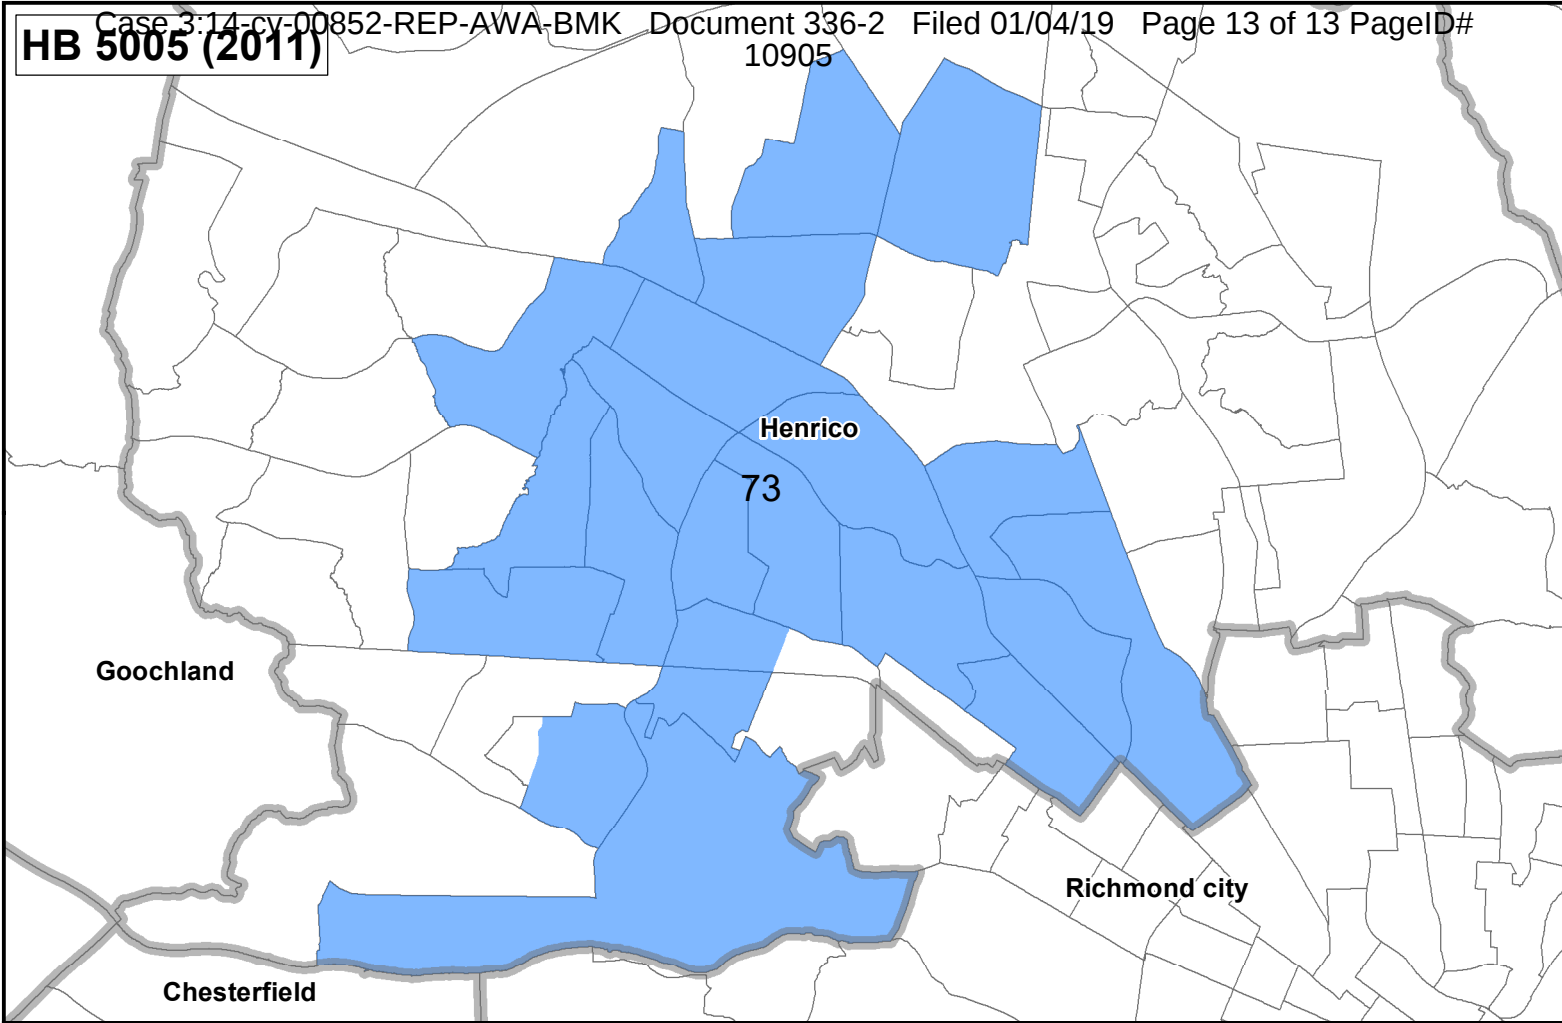 Case 3:14-cv-00852-REP-AWA-BMK Document 336-2 Filed 01/04/19 Page 13 of 13 PageID#
10905
HB 5005 (2011)
Henrico
73
Goochland
Richmond city
Chesterfield